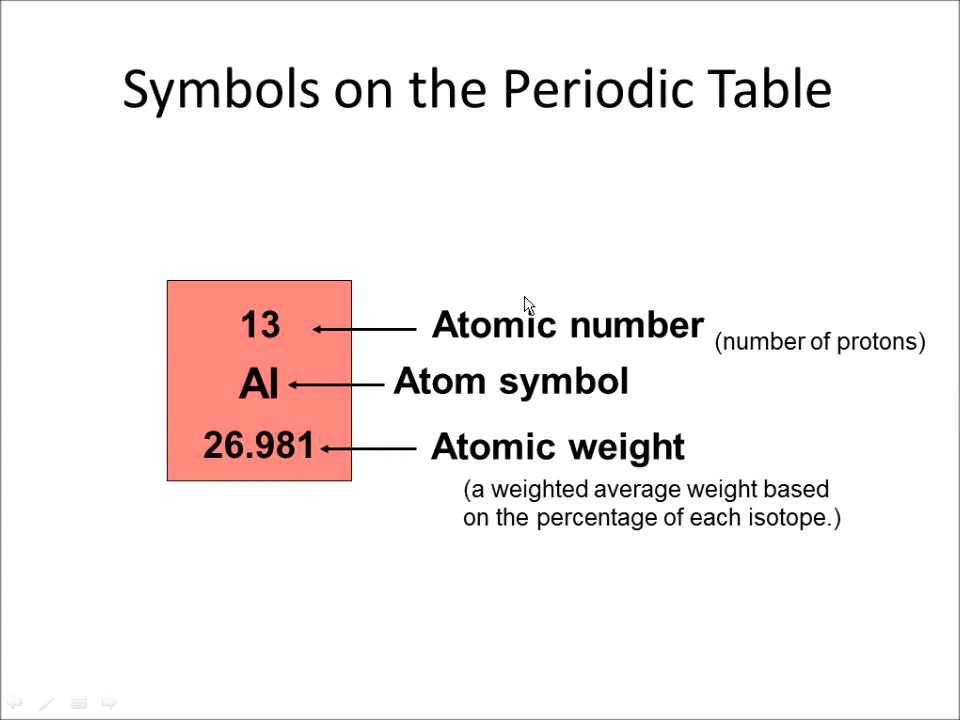 Symbols on the Periodic Table
13
Atomic number (number of protons)
Al
Atom symbol
26.981
Atomic weight
(a weighted average weight based
on the percentage of each isotope.)